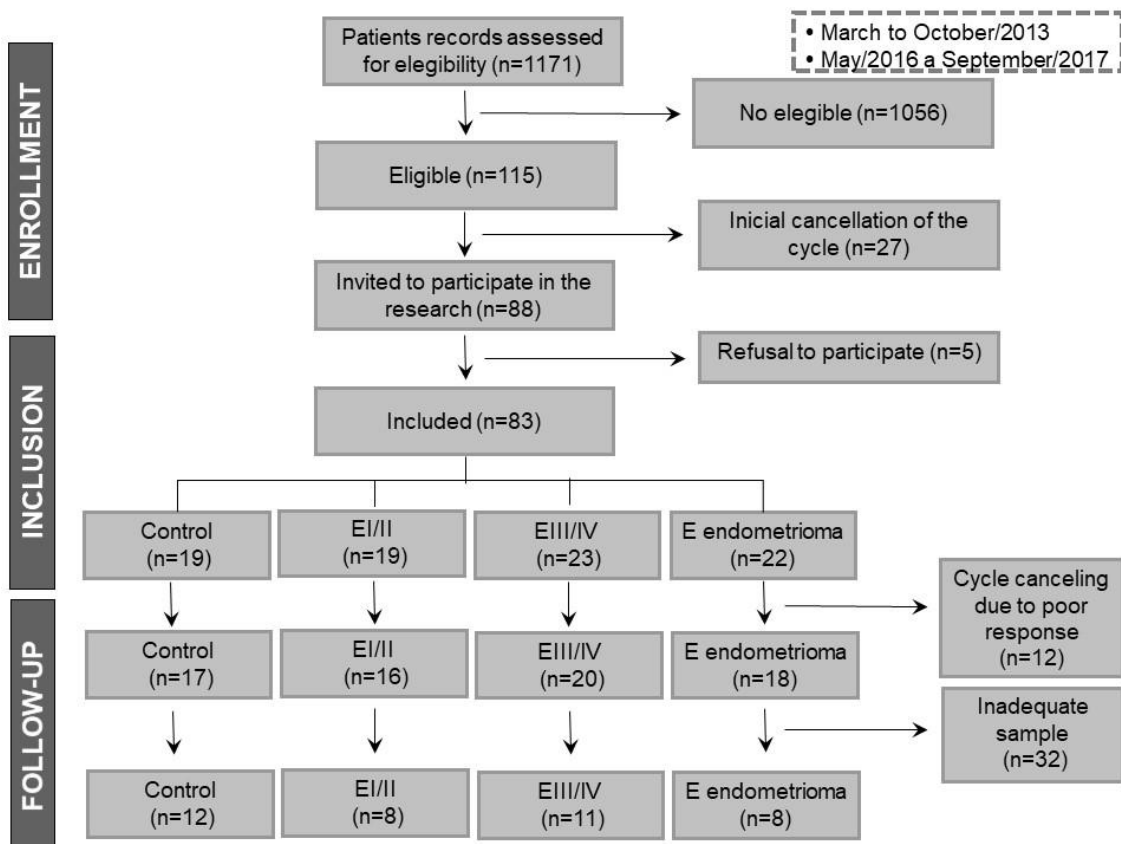 • March to October/2013
• May/2016 a September/2017
Patients records assessed
for elegibility (n=1171)
No elegible (n=1056)
Eligible (n=115)
Inicial cancellation of the
cycle (n=27)
Invited to participate in the
research (n=88)
Refusal to participate (n=5)
Included (n=83)
ENROLLMENT
INCLUSION
FOLLOW-UP
Control
(n=19)
EI/II
(n=19)
EIII/IV
(n=23)
E endometrioma
(n=22)
Cycle canceling
due to poor
response
(n=12)
Control
(n=17)
EI/II
(n=16)
EIII/IV
(n=20)
E endometrioma
(n=18)
Inadequate
sample
(n=32)
Control
(n=12)
EI/II
(n=8)
EIII/IV
(n=11)
E endometrioma
(n=8)